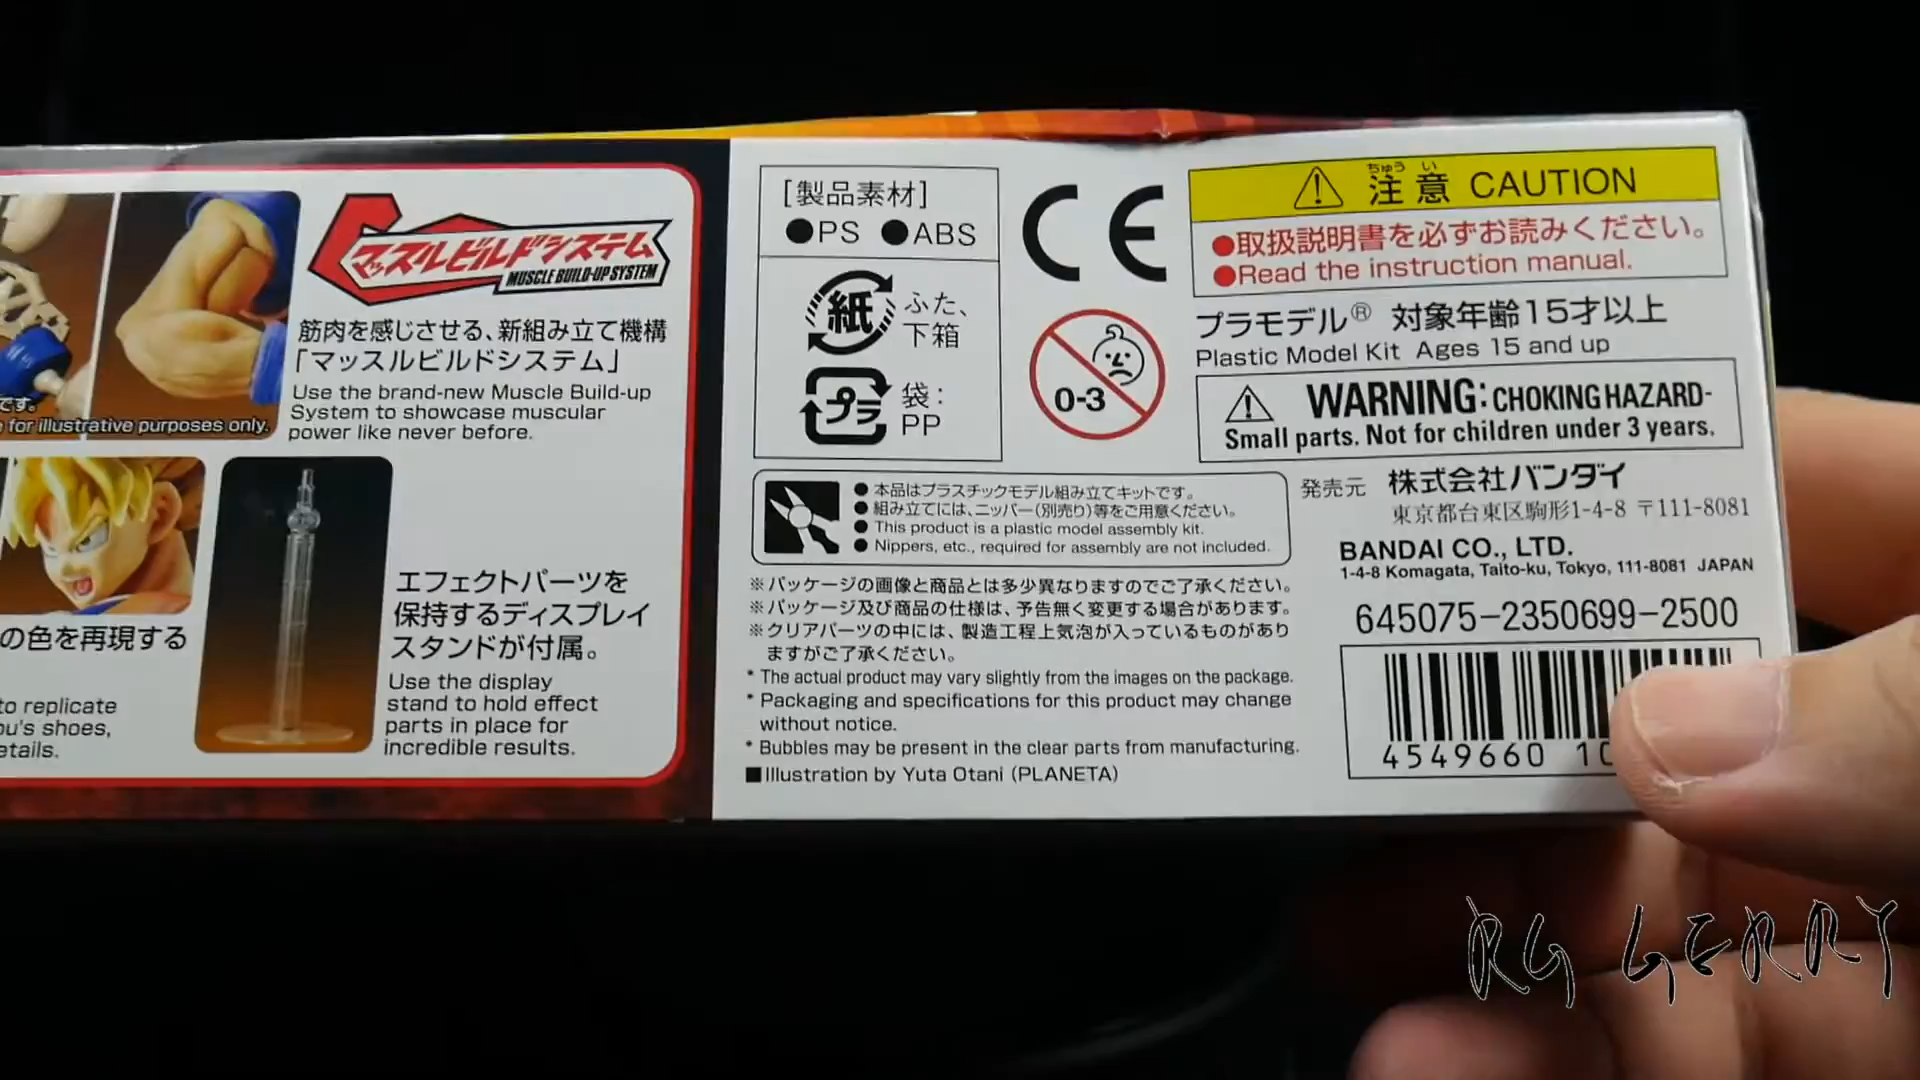 マッスルビルドシステム
MUSCLE BUILD-UP SYSTEM
筋肉を感じさせる、新組み立て機構
「マッスルビルドシステム」
Use the brand-new Muscle Build-up
System to showcase muscular
power like never before.
です。
for illustrative purposes only.
の色を再現する
to replicate
ou's shoes,
etails.
エフェクトパーツを
保持するディスプレイ
スタンドが付属。
Use the display
stand to hold effect
parts in place for
incredible results.
[製品素材]
●PS ●ABS
紙 ふた、
下箱
プラ 袋:
PP
CE
0-3
ちゅう い
注意 CAUTION
●取扱説明書を必ずお読みください。
●Read the instruction manual.
プラモデル® 対象年齢15才以上
Plastic Model Kit Ages 15 and up
WARNING: CHOKING HAZARD-
Small parts. Not for children under 3 years.
●本品はプラスチックモデル組み立てキットです。
●組み立てには、ニッパー(別売り)等をご用意ください。
●This product is a plastic model assembly kit.
●Nippers, etc., required for assembly are not included.
※パッケージの画像と商品とは多少異なりますのでご了承ください。
※パッケージ及び商品の仕様は、予告無く変更する場合があります。
※クリアパーツの中には、製造工程上気泡が入っているものがあり
ますがご了承ください。
* The actual product may vary slightly from the images on the package.
* Packaging and specifications for this product may change
without notice.
* Bubbles may be present in the clear parts from manufacturing.
■Illustration by Yuta Otani (PLANETA)
発売元 株式会社バンダイ
東京都台東区駒形1-4-8 〒111-8081
BANDAI CO., LTD.
1-4-8 Komagata, Taito-ku, Tokyo, 111-8081 JAPAN
645075-2350699-2500
4549660 10
RG GERRY